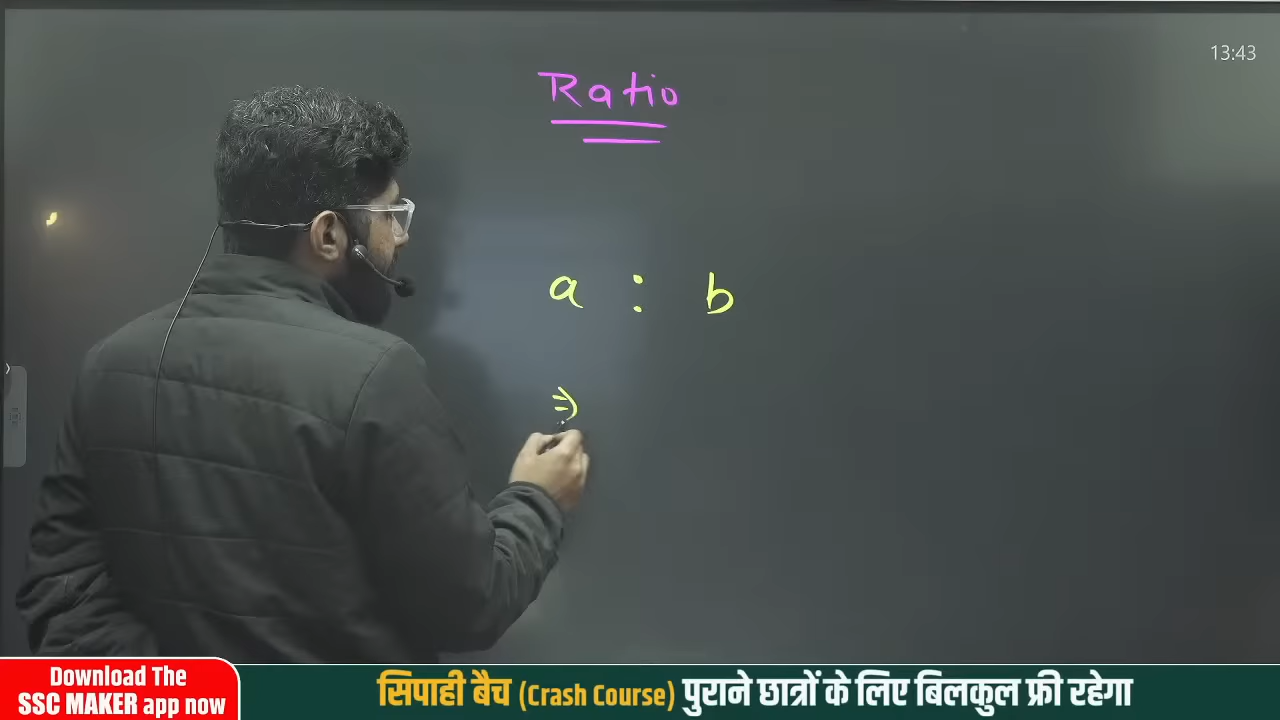 13:43
Ratio
a : b
⇒
Download The
SSC MAKER app now
सिपाही बैच (Crash Course) पुराने छात्रों के लिए बिलकुल फ्री रहेगा